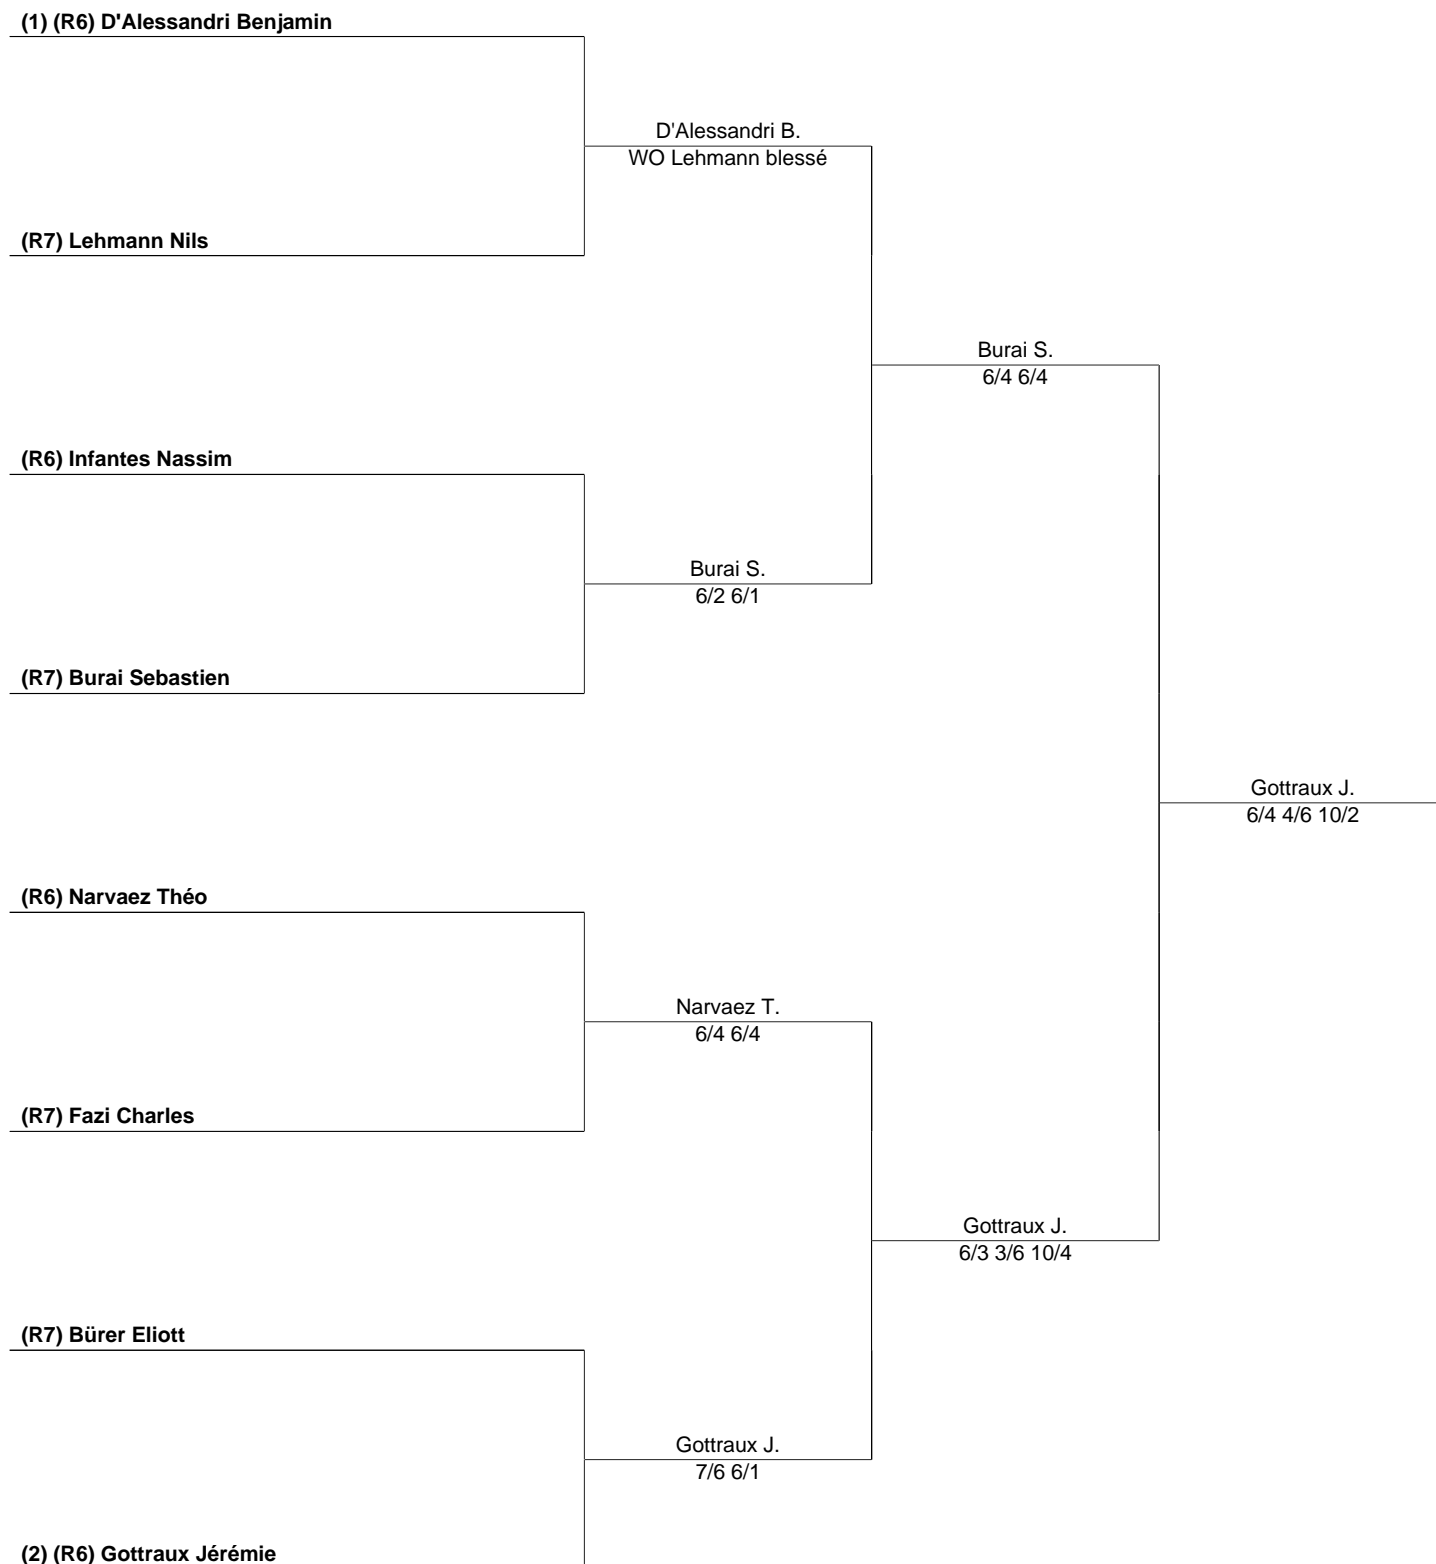 (1) (R6) D'Alessandri Benjamin
D'Alessandri B.
WO Lehmann blessé
(R7) Lehmann Nils
Burai S.
6/4 6/4
(R6) Infantes Nassim
Burai S.
6/2 6/1
(R7) Burai Sebastien
Gottraux J.
6/4 4/6 10/2
(R6) Narvaez Théo
Narvaez T.
6/4 6/4
(R7) Fazi Charles
Gottraux J.
6/3 3/6 10/4
(R7) Bürer Eliott
Gottraux J.
7/6 6/1
(2) (R6) Gottraux Jérémie